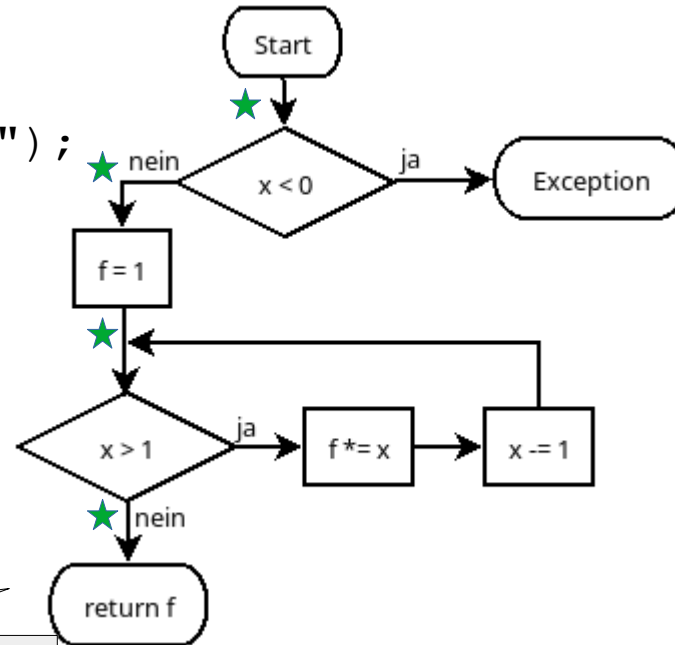 Start
");
nein
ja
x < 0
Exception
f = 1
ja
x > 1
f *= x
x -= 1
nein
return f